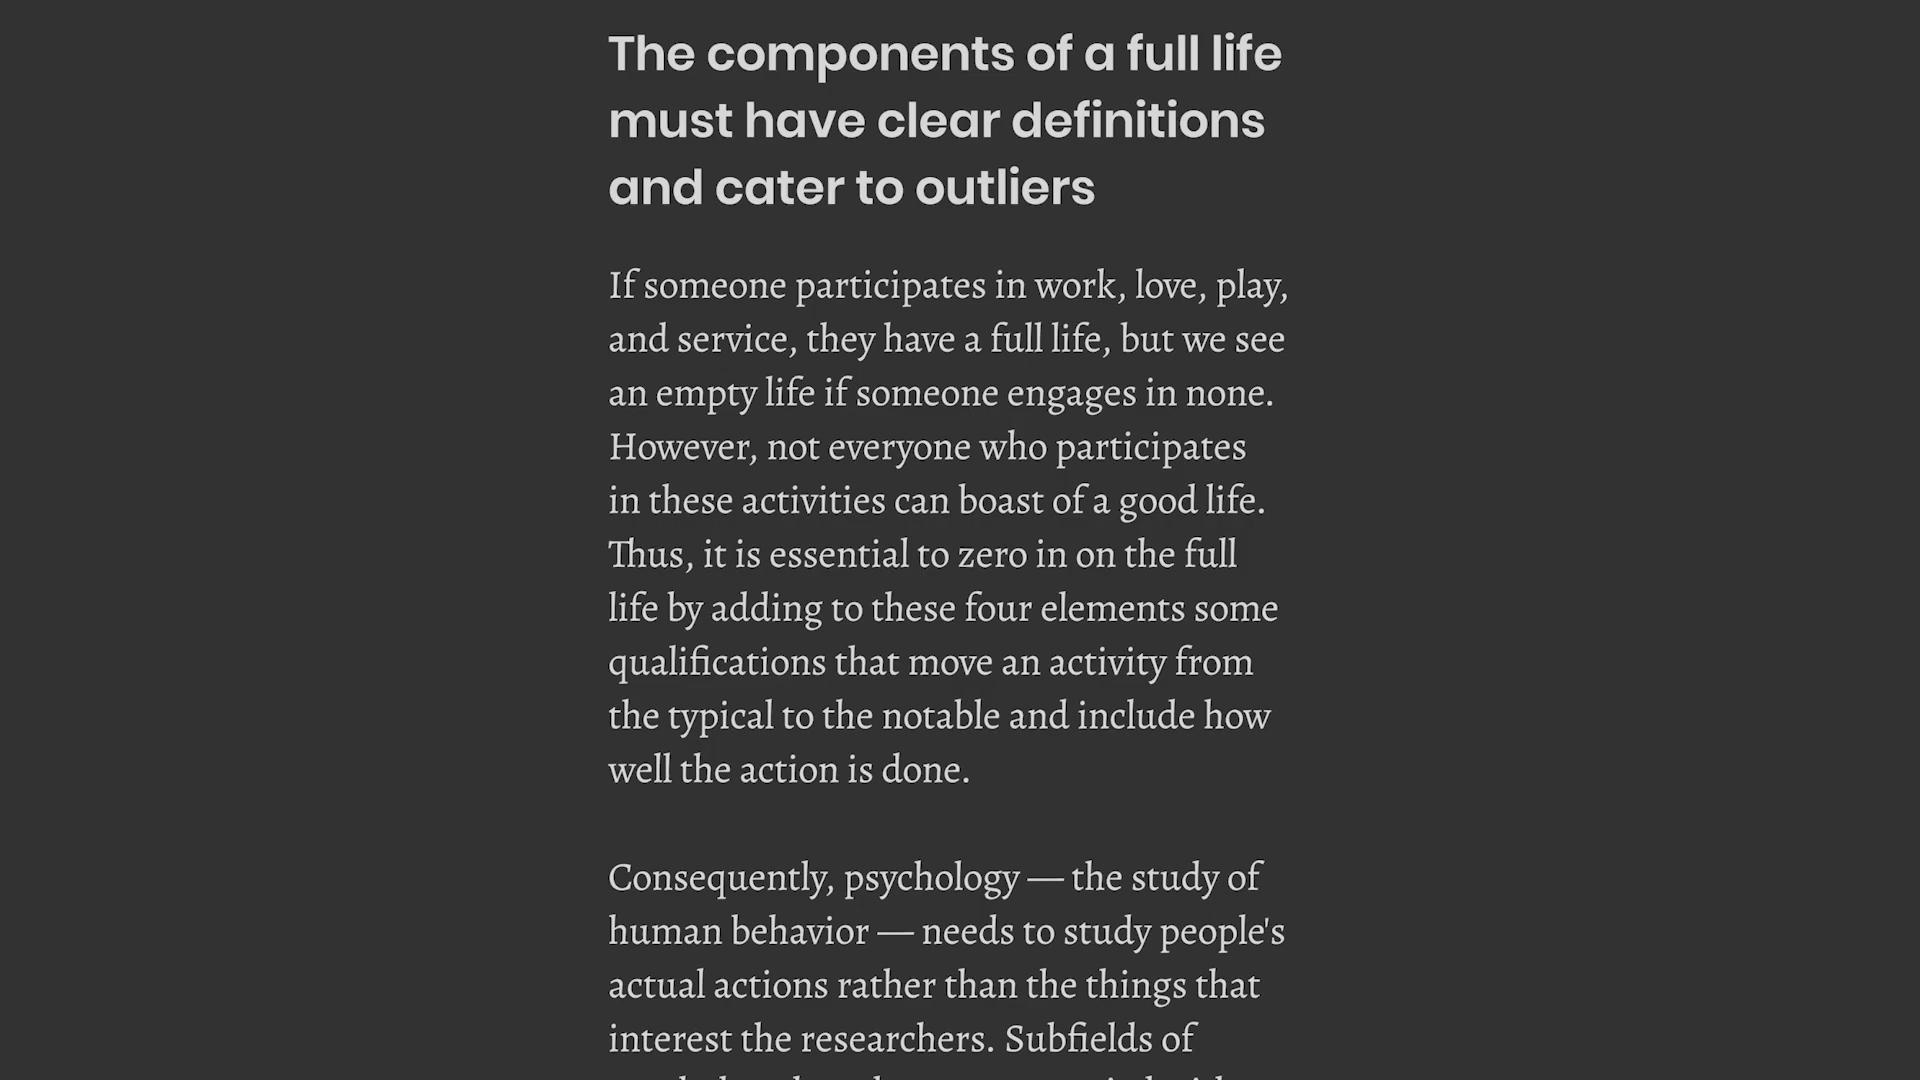 The components of a full life
must have clear definitions
and cater to outliers
If someone participates in work, love, play,
and service, they have a full life, but we see
an empty life if someone engages in none.
However, not everyone who participates
in these activities can boast of a good life.
Thus, it is essential to zero in on the full
life by adding to these four elements some
qualifications that move an activity from
the typical to the notable and include how
well the action is done.
Consequently, psychology — the study of
human behavior — needs to study people's
actual actions rather than the things that
interest the researchers. Subfields of